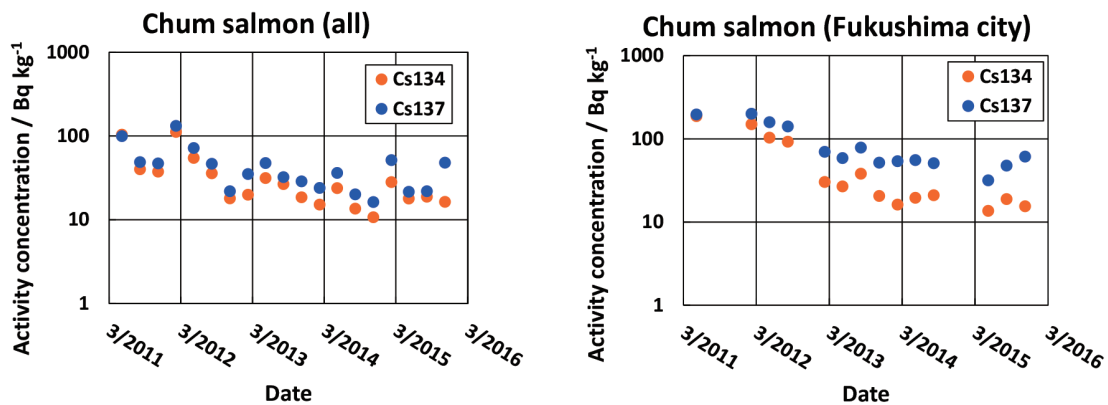 Chum salmon (all)
Activity concentration / Bq kg⁻¹
1000
100
10
1
Cs134
Cs137
3/2011
3/2012
3/2013
3/2014
3/2015
3/2016
Date
Chum salmon (Fukushima city)
Activity concentration / Bq kg⁻¹
1000
100
10
1
Cs134
Cs137
3/2011
3/2012
3/2013
3/2014
3/2015
3/2016
Date